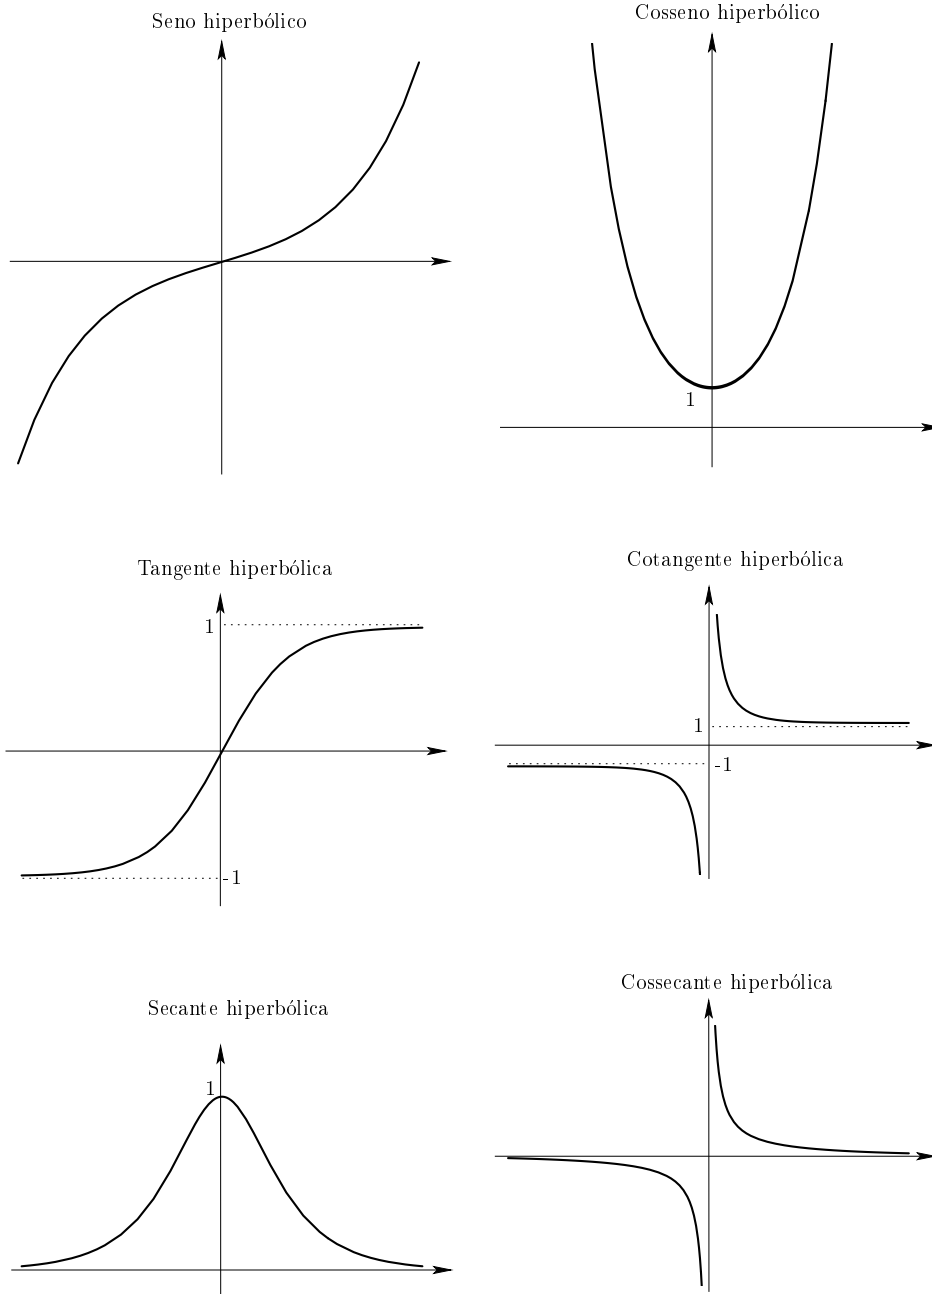 Seno hiperbólico
Cosseno hiperbólico
1
Tangente hiperbólica
1
-1
Cotangente hiperbólica
1
-1
Secante hiperbólica
1
Cossecante hiperbólica